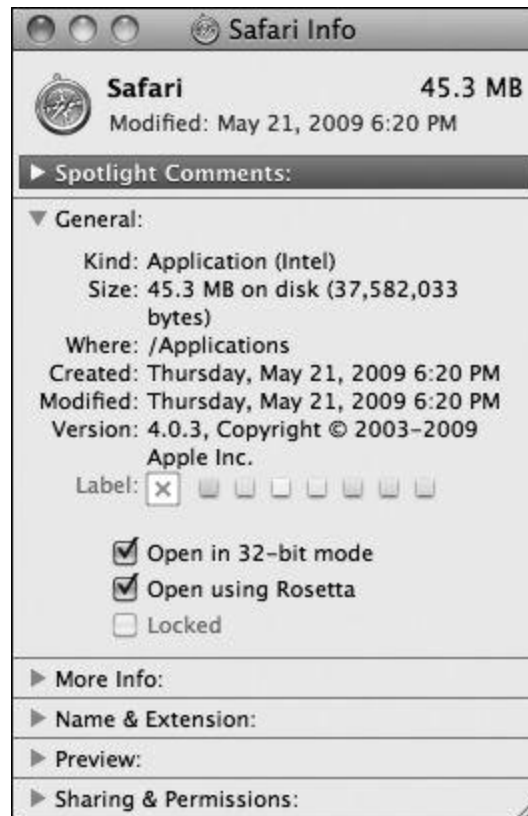 Safari Info
Safari 45.3 MB
Modified: May 21, 2009 6:20 PM
Spotlight Comments:
General:
Kind: Application (Intel)
Size: 45.3 MB on disk (37,582,033
bytes)
Where: /Applications
Created: Thursday, May 21, 2009 6:20 PM
Modified: Thursday, May 21, 2009 6:20 PM
Version: 4.0.3, Copyright © 2003–2009
Apple Inc.
Label:
Open in 32-bit mode
Open using Rosetta
Locked
More Info:
Name & Extension:
Preview:
Sharing & Permissions: